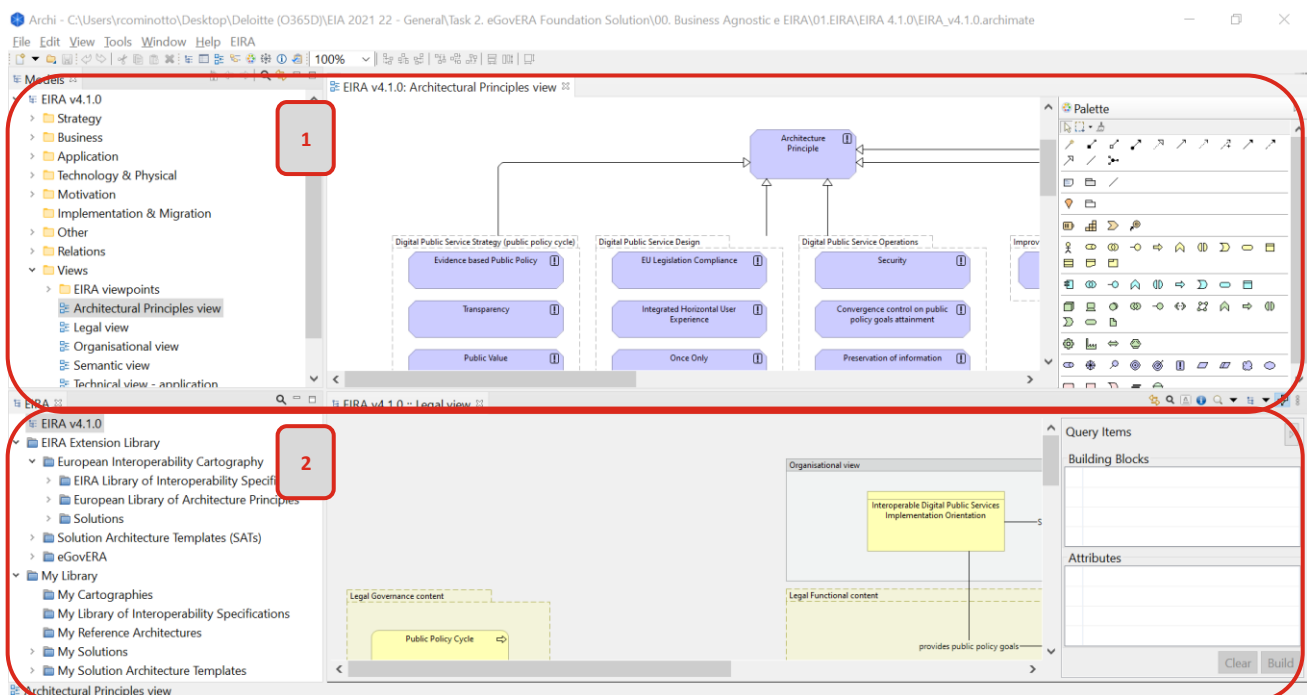 Archi - C:\Users\rcominotto\Desktop\Deloitte (O365D)\EIA 2021 22 - General\Task 2. eGovERA Foundation Solution\00. Business Agnostic e EIRA\01.EIRA\EIRA 4.1.0\EIRA_v4.1.0.archimate
File Edit View Tools Window Help EIRA
100%
Models
EIRA v4.1.0
Strategy
Business
Application
Technology & Physical
Motivation
Implementation & Migration
Other
Relations
Views
EIRA viewpoints
Architectural Principles view
Legal view
Organisational view
Semantic view
Technical view - application
1
EIRA v4.1.0: Architectural Principles view
Architecture
Principle
Digital Public Service Strategy (public policy cycle)
Evidence based Public Policy
Transparency
Public Value
Digital Public Service Design
EU Legislation Compliance
Integrated Horizontal User
Experience
Once Only
Digital Public Service Operations
Security
Convergence control on public
policy goals attainment
Preservation of information
Improv
Palette
EIRA
EIRA v4.1.0
EIRA Extension Library
European Interoperability Cartography
EIRA Library of Interoperability Specifi
European Library of Architecture Principles
Solutions
Solution Architecture Templates (SATs)
eGovERA
My Library
My Cartographies
My Library of Interoperability Specifications
My Reference Architectures
My Solutions
My Solution Architecture Templates
2
EIRA v4.1.0 :: Legal view
Organisational view
Interoperable Digital Public Services
Implementation Orientation
Legal Governance content
Public Policy Cycle
Legal Functional content
provides public policy goals
Query Items
Building Blocks
Attributes
Clear Build
Architectural Principles view